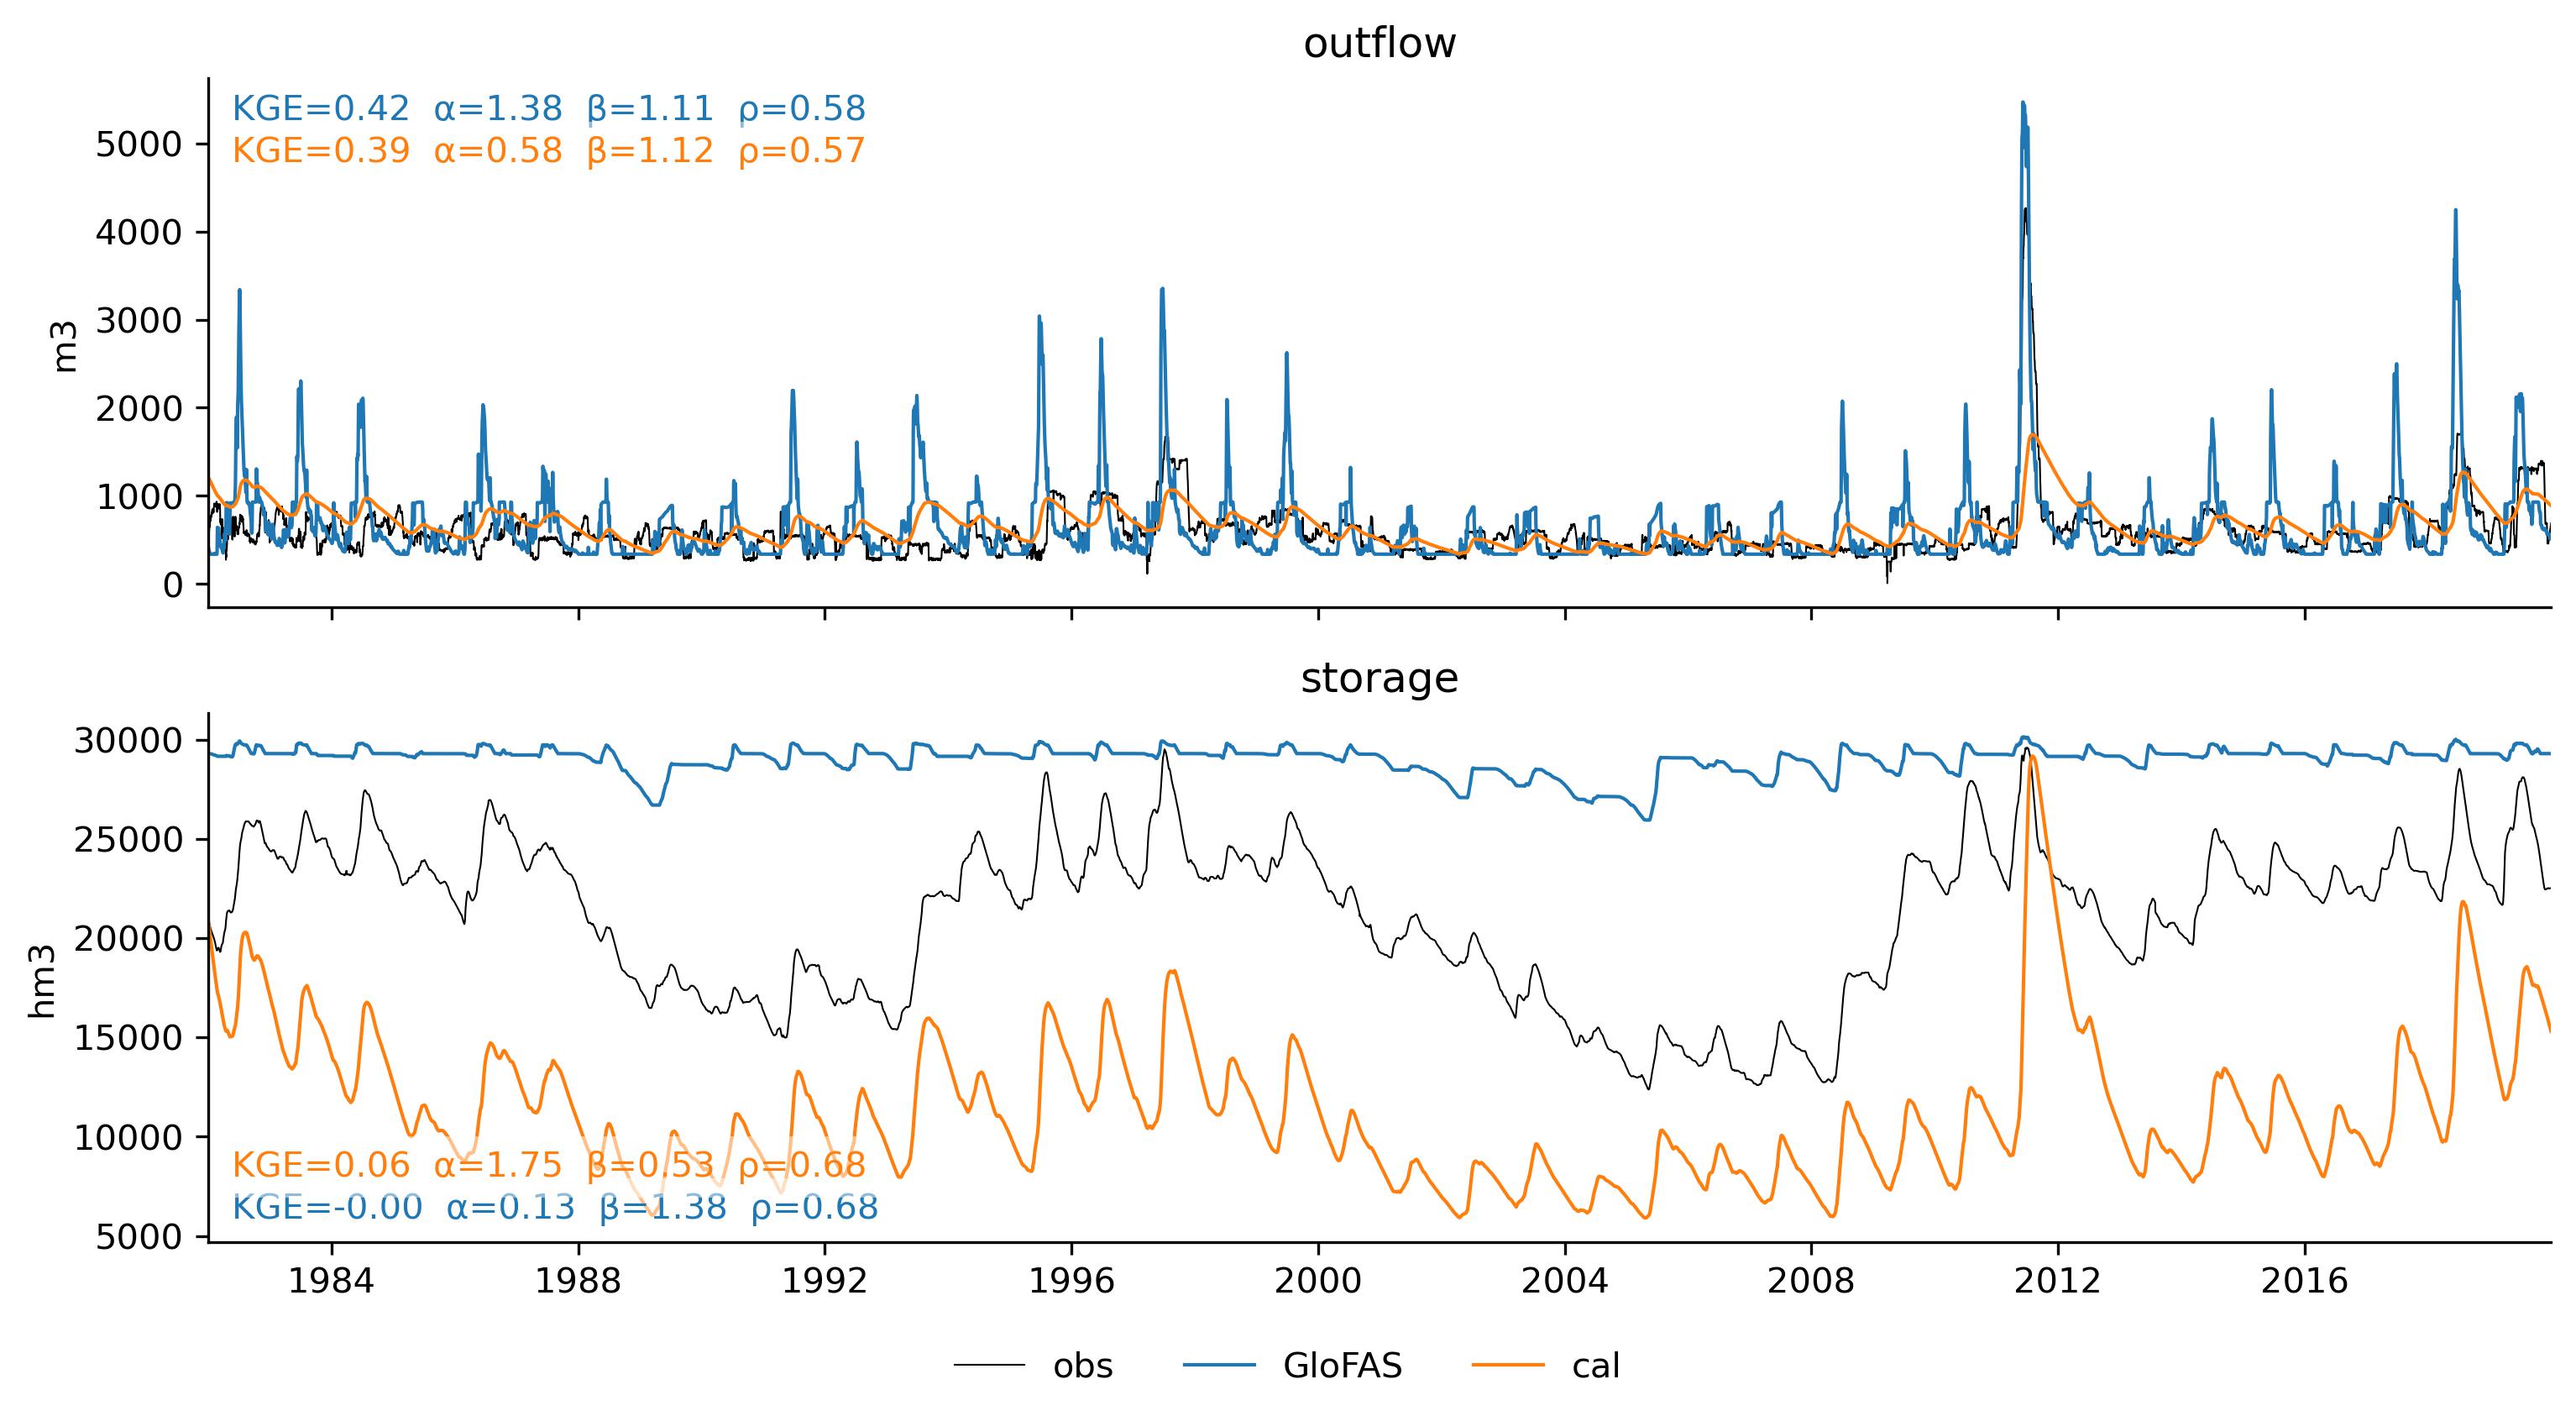 outflow
KGE=0.42 α=1.38 β=1.11 ρ=0.58
KGE=0.39 α=0.58 β=1.12 ρ=0.57
5000
4000
3000
2000
1000
0
m3
storage
30000
25000
20000
15000
10000
5000
hm3
KGE=0.06 α=1.75 β=0.53 ρ=0.68
KGE=-0.00 α=0.13 β=1.38 ρ=0.68
1984 1988 1992 1996 2000 2004 2008 2012 2016
obs GloFAS cal